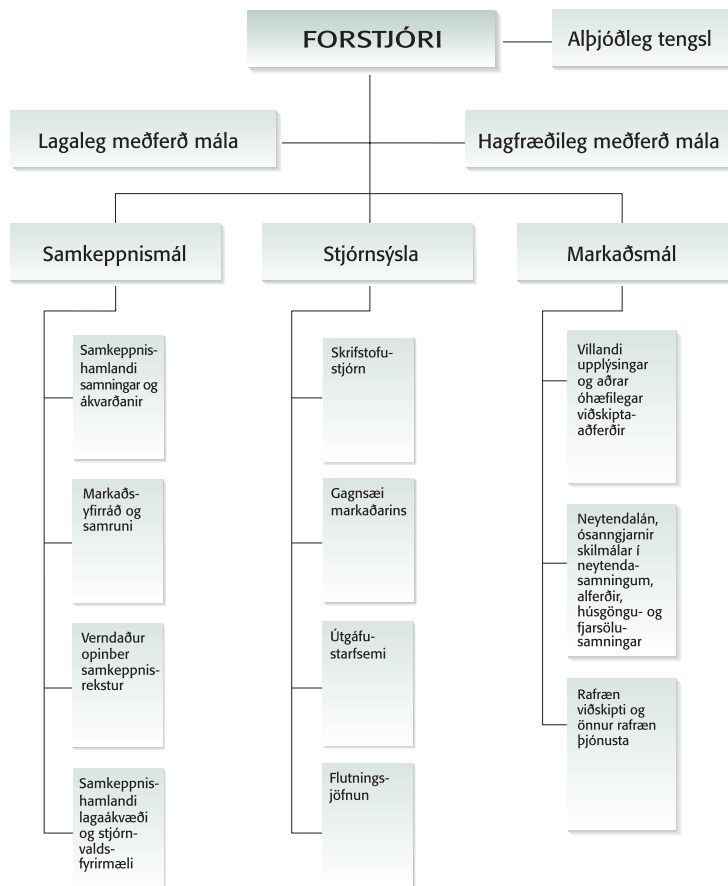 FORSTJÓRI
Alþjóðleg tengsl
Lagaleg meðferð mála
Hagfræðileg meðferð mála
Samkeppnismál
Stjórnsýsla
Markaðsmál
Samkeppnis-
hamlandi
samningar og
ákvarðanir
Markaðs-
yfirráð og
samruni
Verndaður
opinber
samkeppnis-
rekstur
Samkeppnis-
hamlandi
lagaákvæði
og stjórn-
valds-
fyrirmæli
Skrifstofu-
stjórn
Gagnsæi
markaðarins
Útgáfu-
starfsemi
Flutnings-
jöfnun
Villandi
upplýsingar
og aðrar
óhæfilegar
viðskipta-
aðferðir
Neytendalán,
ósanngjarnir
skilmálar í
neytenda-
samningum,
alferðir,
húsgöngu- og
fjarsölu-
samningar
Rafræn
viðskipti og
önnur rafræn
þjónusta